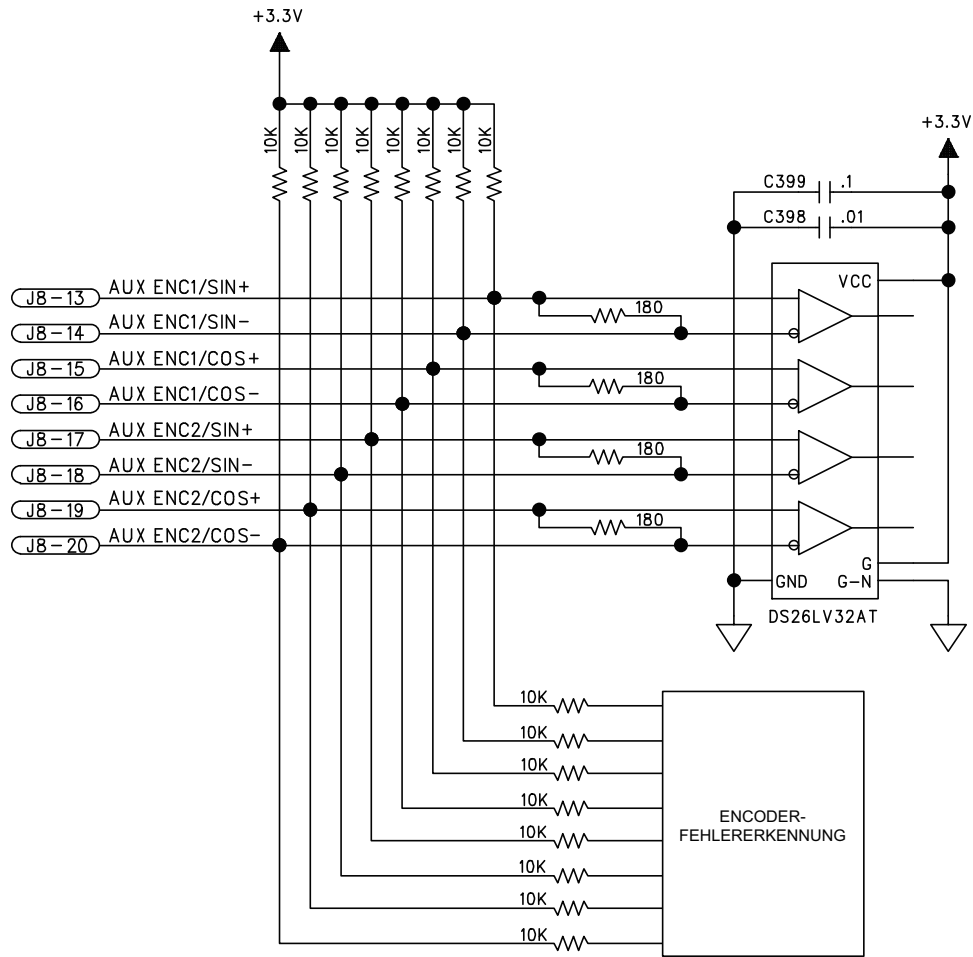 +3.3V
10K 10K 10K 10K 10K 10K 10K 10K
+3.3V
C399 .1
C398 .01
VCC
J8-13 AUX ENC1/SIN+
180
J8-14 AUX ENC1/SIN-
J8-15 AUX ENC1/COS+
180
J8-16 AUX ENC1/COS-
J8-17 AUX ENC2/SIN+
180
J8-18 AUX ENC2/SIN-
J8-19 AUX ENC2/COS+
180
J8-20 AUX ENC2/COS-
G
GND G-N
DS26LV32AT
10K
10K
10K
10K
10K
10K
10K
10K
ENCODER-
FEHLERERKENNUNG